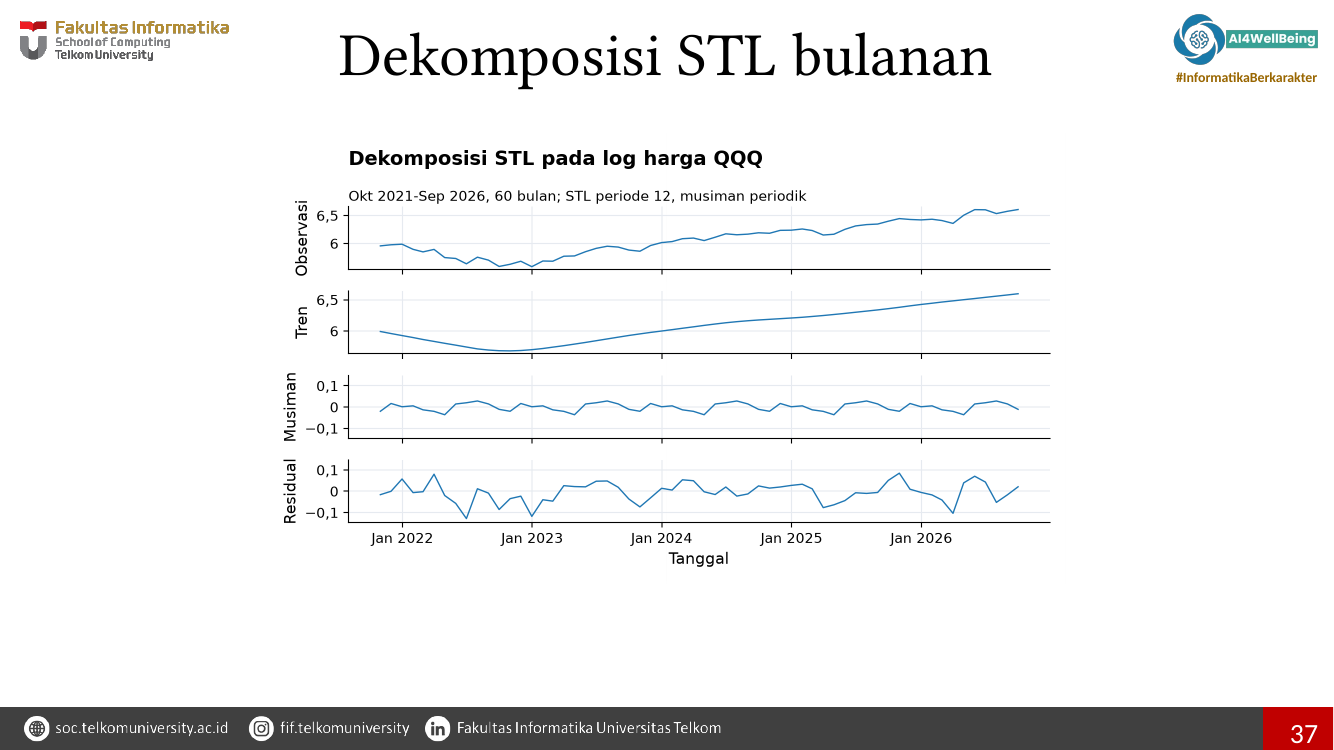 Fakultas Informatika
School of Computing
Telkom University
Dekomposisi STL bulanan
AI4WellBeing
#InformatikaBerkarakter
Dekomposisi STL pada log harga QQQ
Okt 2021-Sep 2026, 60 bulan; STL periode 12, musiman periodik
Observasi
6,5
6
Tren
6,5
6
Musiman
0,1
0
−0,1
Residual
0,1
0
−0,1
Jan 2022
Jan 2023
Jan 2024
Jan 2025
Jan 2026
Tanggal
soc.telkomuniversity.ac.id
fif.telkomuniversity
in
Fakultas Informatika Universitas Telkom
37